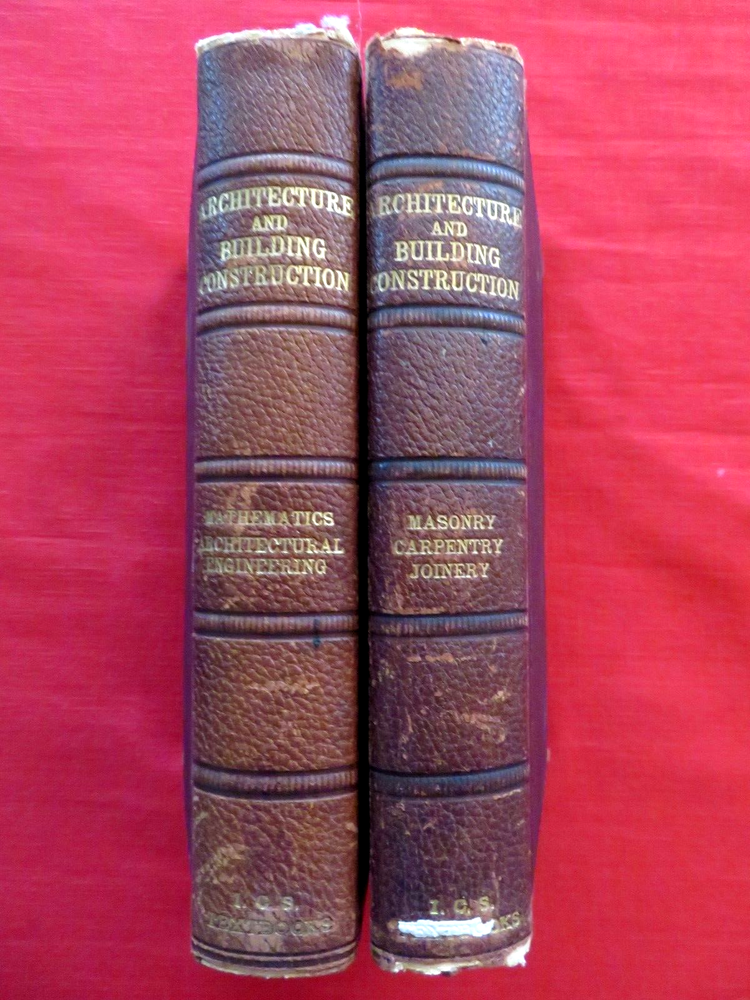 ARCHITECTURE
AND
BUILDING
CONSTRUCTION
MATHEMATICS
ARCHITECTURAL
ENGINEERING
I. C. S.
TEXTBOOKS
ARCHITECTURE
AND
BUILDING
CONSTRUCTION
MASONRY
CARPENTRY
JOINERY
I. C. S.